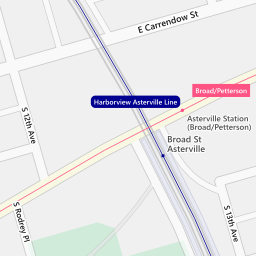 E Carrendow St
Broad/Petterson
Harborview Asterville Line
Asterville Station
(Broad/Petterson)
S 12th Ave
Broad St
Asterville
S Rodrey Pl
S 13th Ave